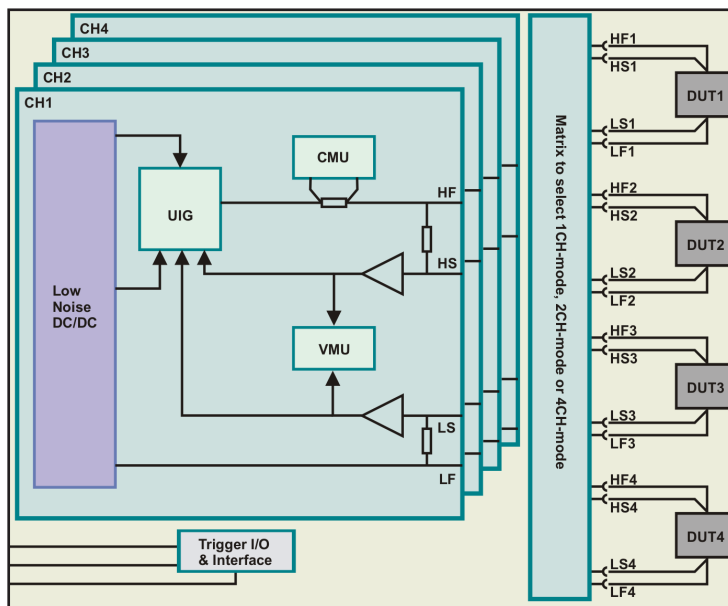 CH4
CH3
CH2
CH1
Low
Noise
DC/DC
UIG
CMU
VMU
HF
HS
LS
LF
Trigger I/O
& Interface
Matrix to select 1CH-mode, 2CH-mode or 4CH-mode
HF1
HS1
DUT1
LS1
LF1
HF2
HS2
DUT2
LS2
LF2
HF3
HS3
DUT3
LS3
LF3
HF4
HS4
DUT4
LS4
LF4